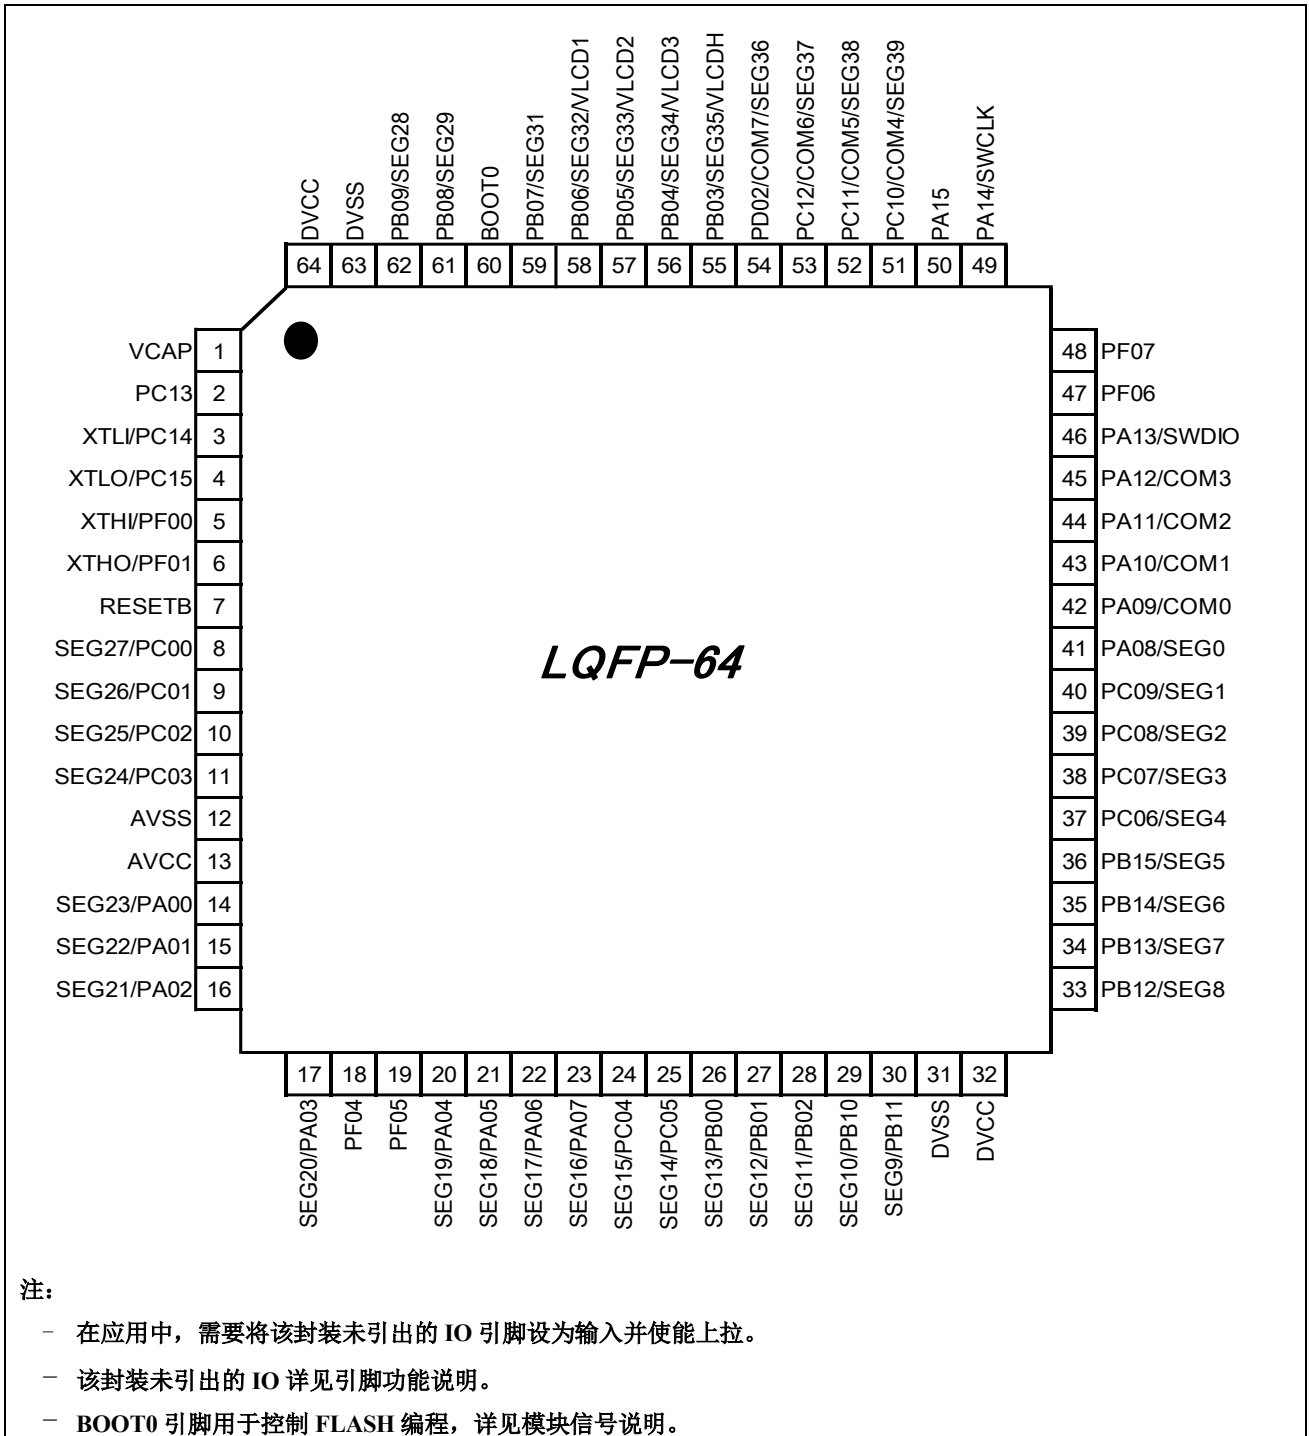 DVCC
DVSS
PB09/SEG28
PB08/SEG29
BOOT0
PB07/SEG31
PB06/SEG32/VLCD1
PB05/SEG33/VLCD2
PB04/SEG34/VLCD3
PB03/SEG35/VLCDH
PD02/COM7/SEG36
PC12/COM6/SEG37
PC11/COM5/SEG38
PC10/COM4/SEG39
PA15
PA14/SWCLK
64 63 62 61 60 59 58 57 56 55 54 53 52 51 50 49
VCAP 1
PC13 2
XTLI/PC14 3
XTLO/PC15 4
XTHI/PF00 5
XTHO/PF01 6
RESETB 7
SEG27/PC00 8
SEG26/PC01 9
SEG25/PC02 10
SEG24/PC03 11
AVSS 12
AVCC 13
SEG23/PA00 14
SEG22/PA01 15
SEG21/PA02 16
LQFP-64
48 PF07
47 PF06
46 PA13/SWDIO
45 PA12/COM3
44 PA11/COM2
43 PA10/COM1
42 PA09/COM0
41 PA08/SEG0
40 PC09/SEG1
39 PC08/SEG2
38 PC07/SEG3
37 PC06/SEG4
36 PB15/SEG5
35 PB14/SEG6
34 PB13/SEG7
33 PB12/SEG8
17 18 19 20 21 22 23 24 25 26 27 28 29 30 31 32
SEG20/PA03
PF04
PF05
SEG19/PA04
SEG18/PA05
SEG17/PA06
SEG16/PA07
SEG15/PC04
SEG14/PC05
SEG13/PB00
SEG12/PB01
SEG11/PB02
SEG10/PB10
SEG9/PB11
DVSS
DVCC
注：
－ 在应用中，需要将该封装未引出的 IO 引脚设为输入并使能上拉。
－ 该封装未引出的 IO 详见引脚功能说明。
－ BOOT0 引脚用于控制 FLASH 编程，详见模块信号说明。